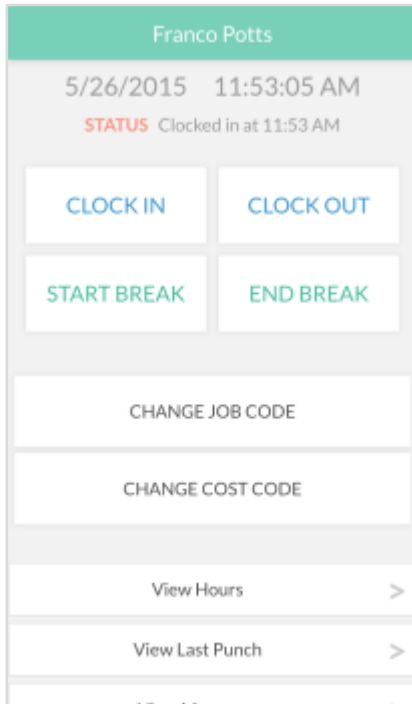 Franco Potts
5/26/2015 11:53:05 AM
STATUS Clocked in at 11:53 AM
CLOCK IN CLOCK OUT
START BREAK END BREAK
CHANGE JOB CODE
CHANGE COST CODE
View Hours >
View Last Punch >